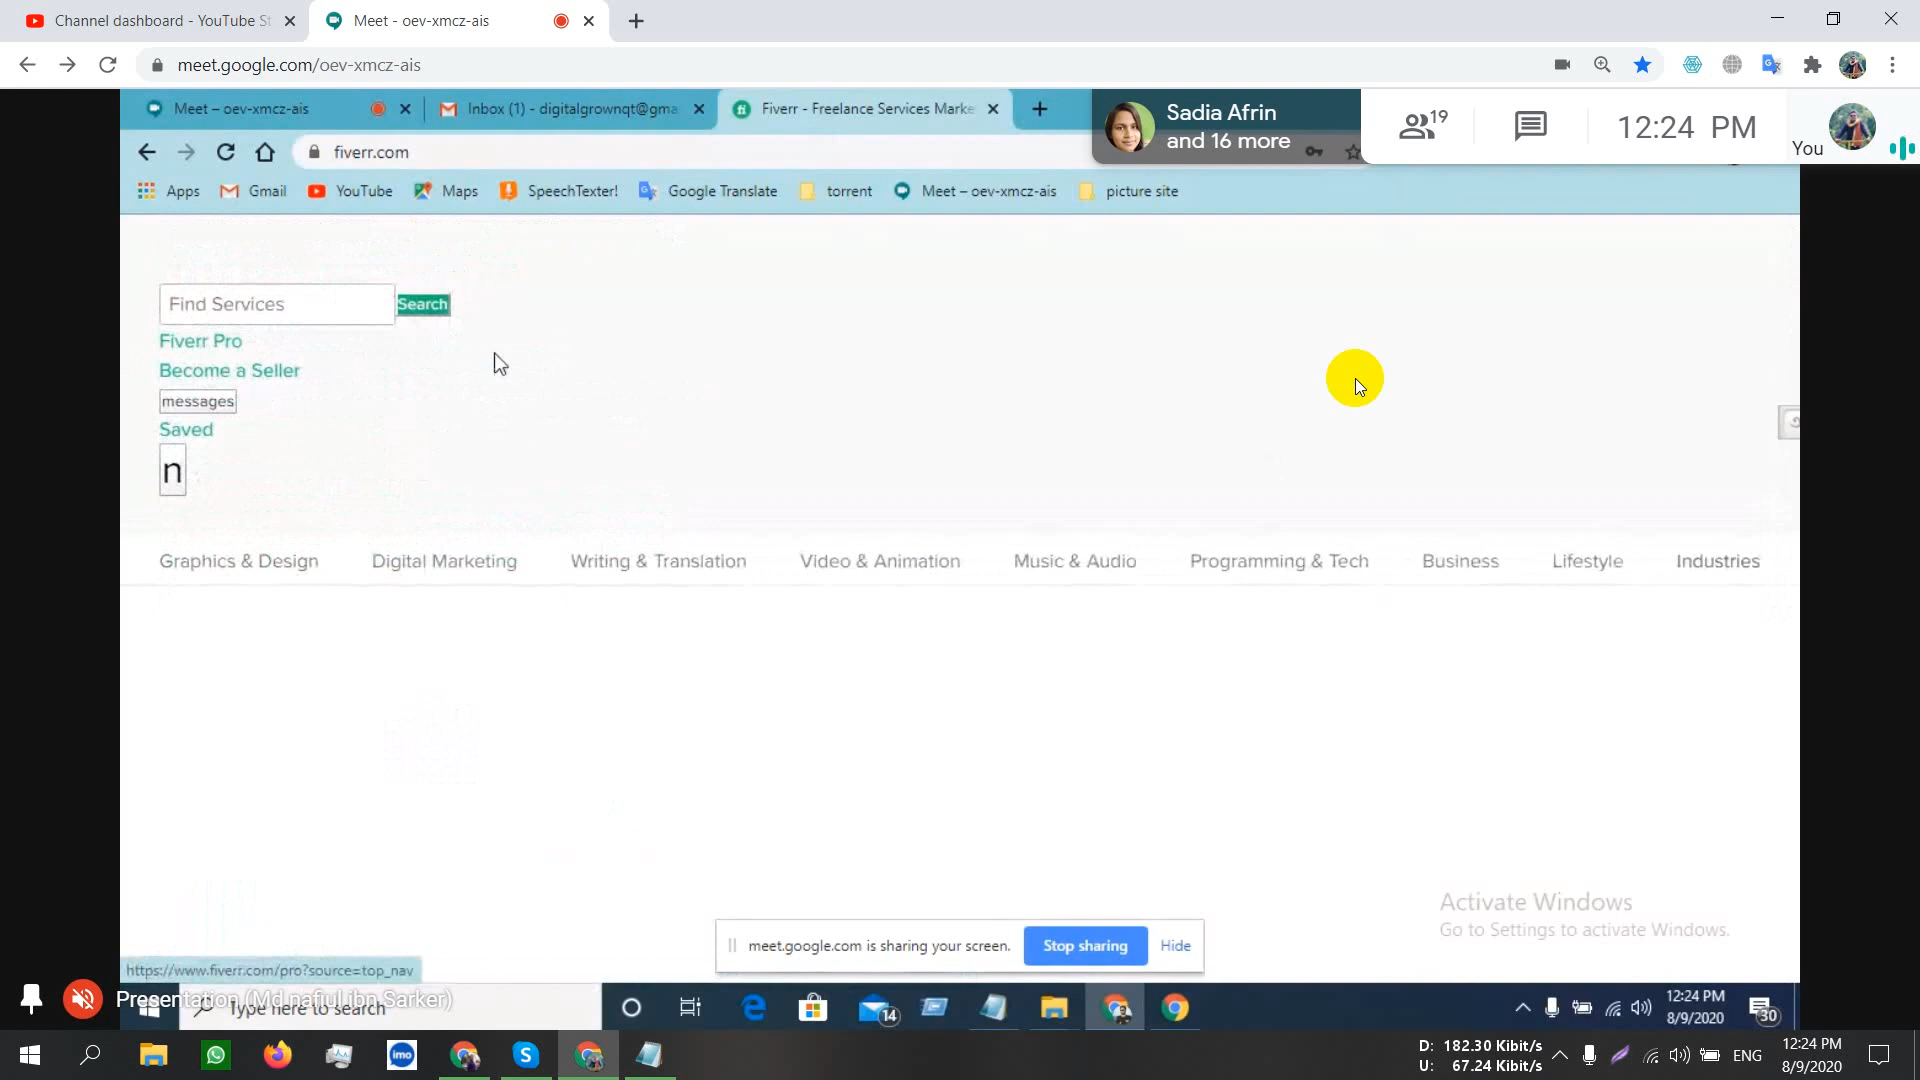 Channel dashboard - YouTube St
Meet - oev-xmcz-ais
meet.google.com/oev-xmcz-ais
Meet – oev-xmcz-ais
Inbox (1) - digitalgrownqt@gma
Fiverr - Freelance Services Marke
Sadia Afrin
and 16 more
19
12:24 PM
You
fiverr.com
Apps
Gmail
YouTube
Maps
SpeechTexter!
Google Translate
torrent
Meet – oev-xmcz-ais
picture site
Find Services
Search
Fiverr Pro
Become a Seller
messages
Saved
n
Graphics & Design
Digital Marketing
Writing & Translation
Video & Animation
Music & Audio
Programming & Tech
Business
Lifestyle
Industries
Activate Windows
Go to Settings to activate Windows.
meet.google.com is sharing your screen.
Stop sharing
Hide
https://www.fiverr.com/pro?source=top_nav
Presentation (Md nafiul ibn Sarker)
Type here to search
14
12:24 PM
8/9/2020
30
imo
D: 182.30 Kibit/s
U: 67.24 Kibit/s
ENG
12:24 PM
8/9/2020